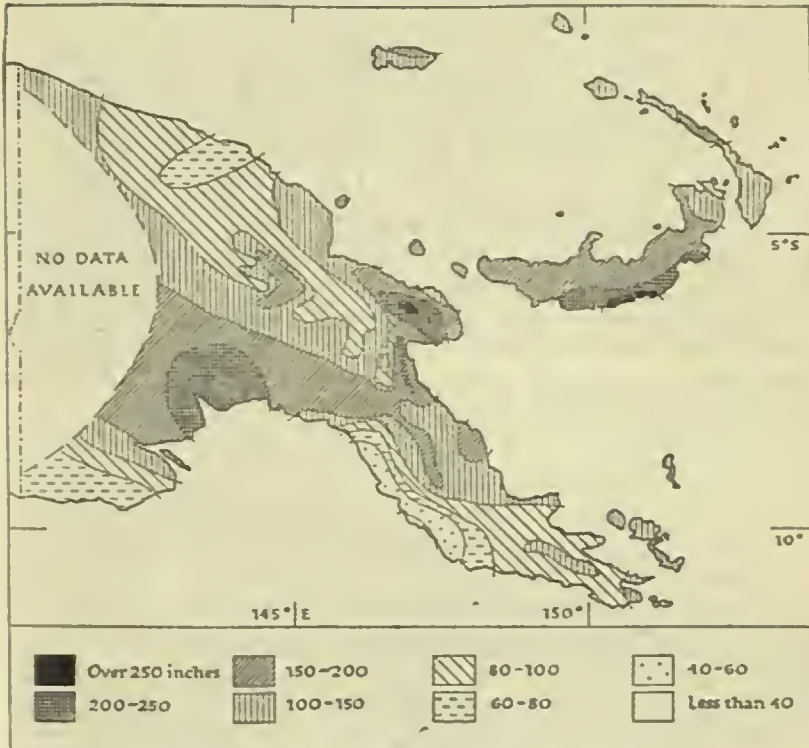 NO DATA
AVAILABLE
5°S
10°
145°E
150°
Over 250 inches
150-200
80-100
40-60
200-250
100-150
60-80
Less than 40